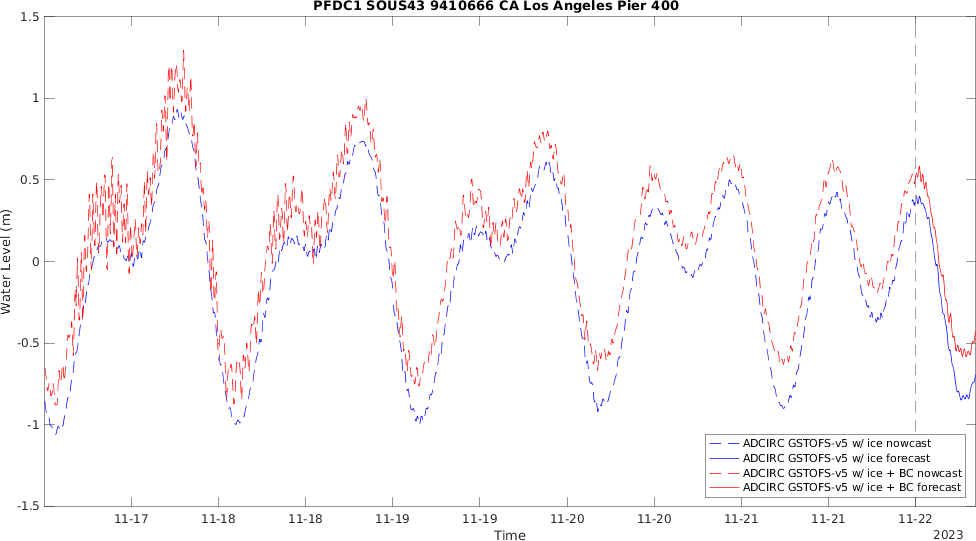 PFDC1 SOUS43 9410666 CA Los Angeles Pier 400
1.5
1
0.5
0
-0.5
-1
-1.5
Water Level (m)
ADCIRC GSTOFS-v5 w/ ice nowcast
ADCIRC GSTOFS-v5 w/ ice forecast
ADCIRC GSTOFS-v5 w/ ice + BC nowcast
ADCIRC GSTOFS-v5 w/ ice + BC forecast
11-17 11-18 11-18 11-19 11-19 11-20 11-20 11-21 11-21 11-22
Time
2023